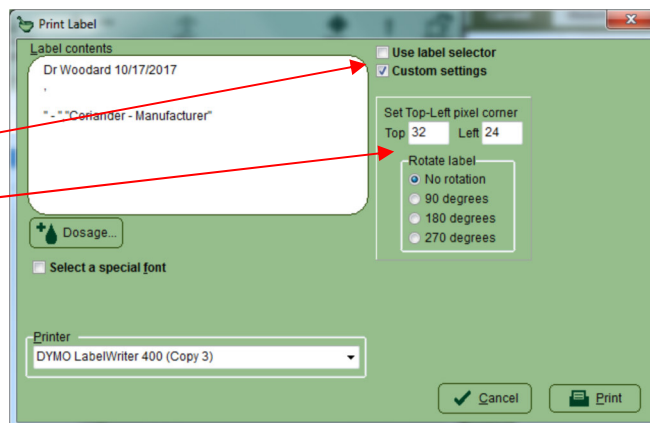 Print Label
Label contents
Dr Woodard 10/17/2017
'
" - " "Coriander - Manufacturer"
Use label selector
Custom settings
Set Top-Left pixel corner
Top 32 Left 24
Rotate label
No rotation
90 degrees
180 degrees
270 degrees
Dosage...
Select a special font
Printer
DYMO LabelWriter 400 (Copy 3)
Cancel
Print